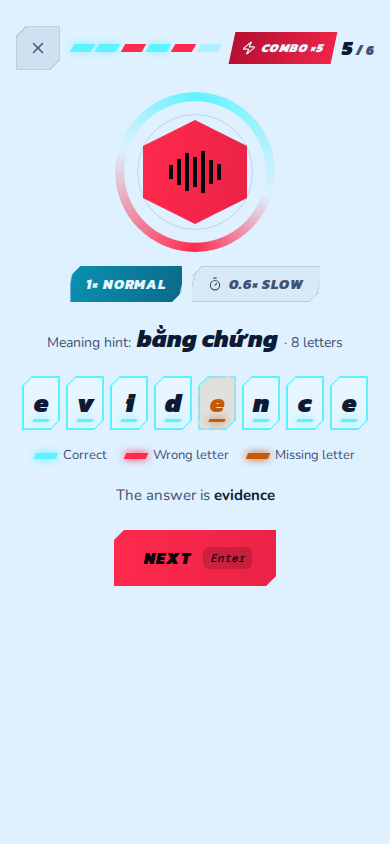 COMBO ×5 5 / 6
1× NORMAL 0.6× SLOW
Meaning hint: bằng chứng · 8 letters
e v i d e n c e
Correct Wrong letter Missing letter
The answer is evidence
NEXT Enter